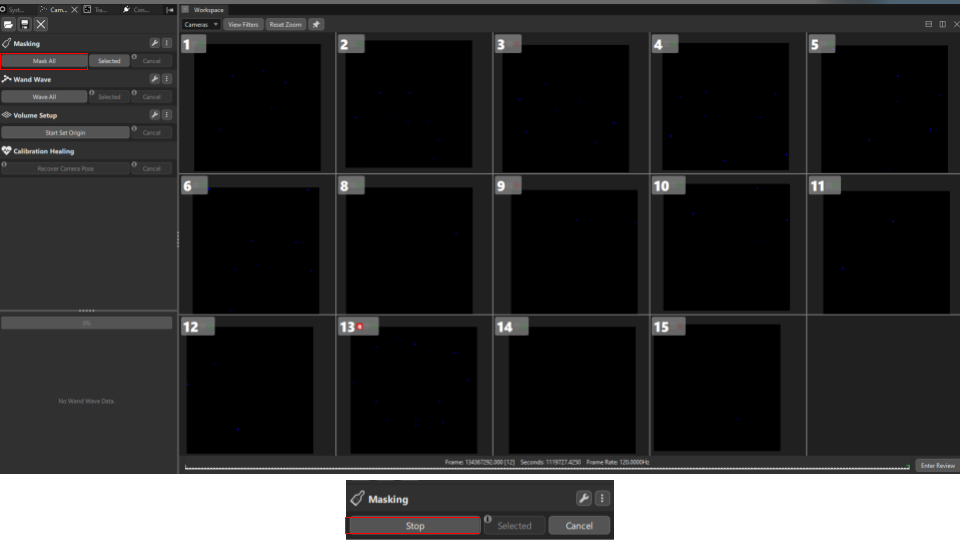 Syst... Cam... Tra... Con...
Workspace
Cameras View Filters Reset Zoom
Masking
Mask All Selected Cancel
Wand Wave
Wave All Selected Cancel
Volume Setup
Start Set Origin Cancel
Calibration Healing
Recover Camera Pose Cancel
0%
No Wand Wave Data.
1 2 3 4 5
6 8 9 10 11
12 13 14 15
Frame: 134367292.000 [12] Seconds: 1119727.4250 Frame Rate: 120.0000Hz
Enter Review
Masking
Stop Selected Cancel